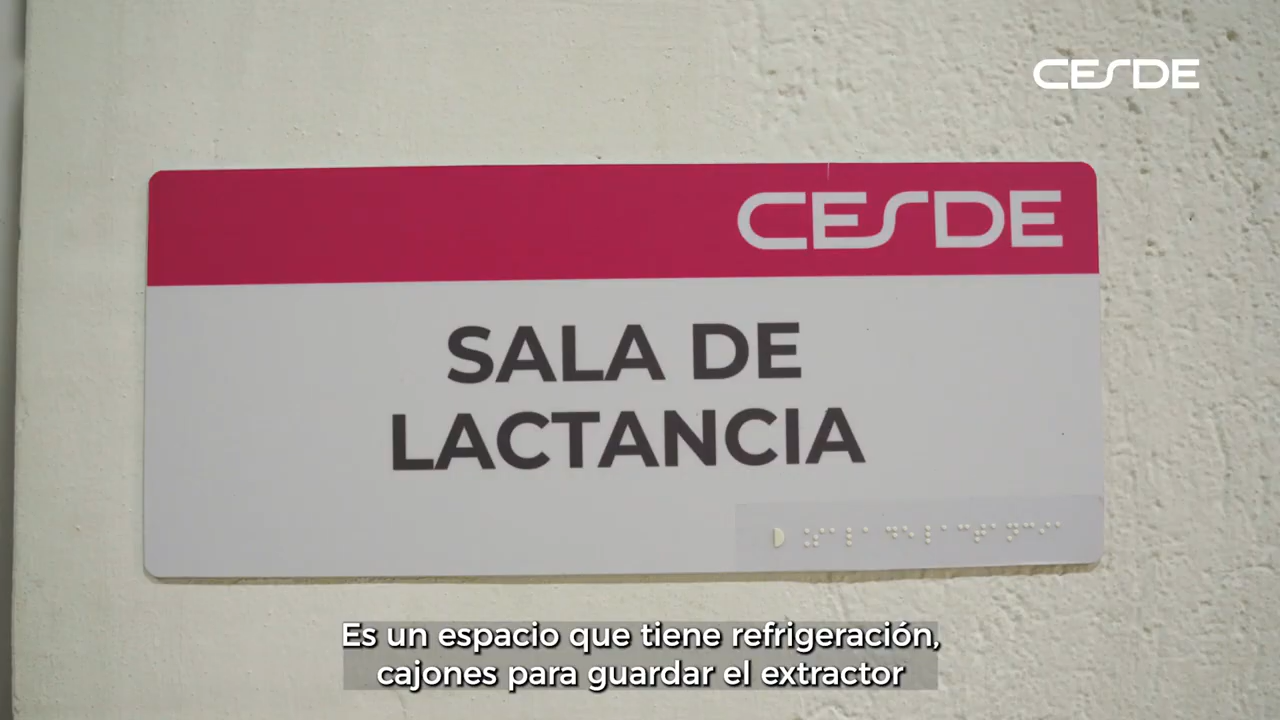 CESDE
CESDE
SALA DE
LACTANCIA
Es un espacio que tiene refrigeración,
cajones para guardar el extractor